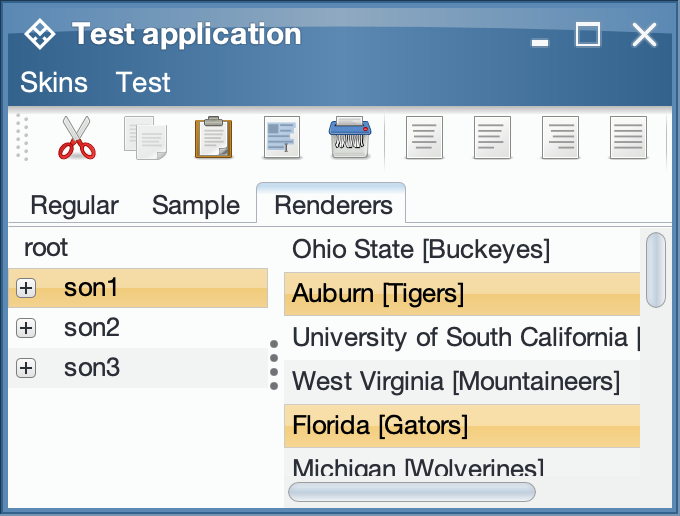 Test application
Skins Test
Regular Sample Renderers
root
son1
son2
son3
Ohio State [Buckeyes]
Auburn [Tigers]
University of South California [
West Virginia [Mountaineers]
Florida [Gators]
Michigan [Wolverines]